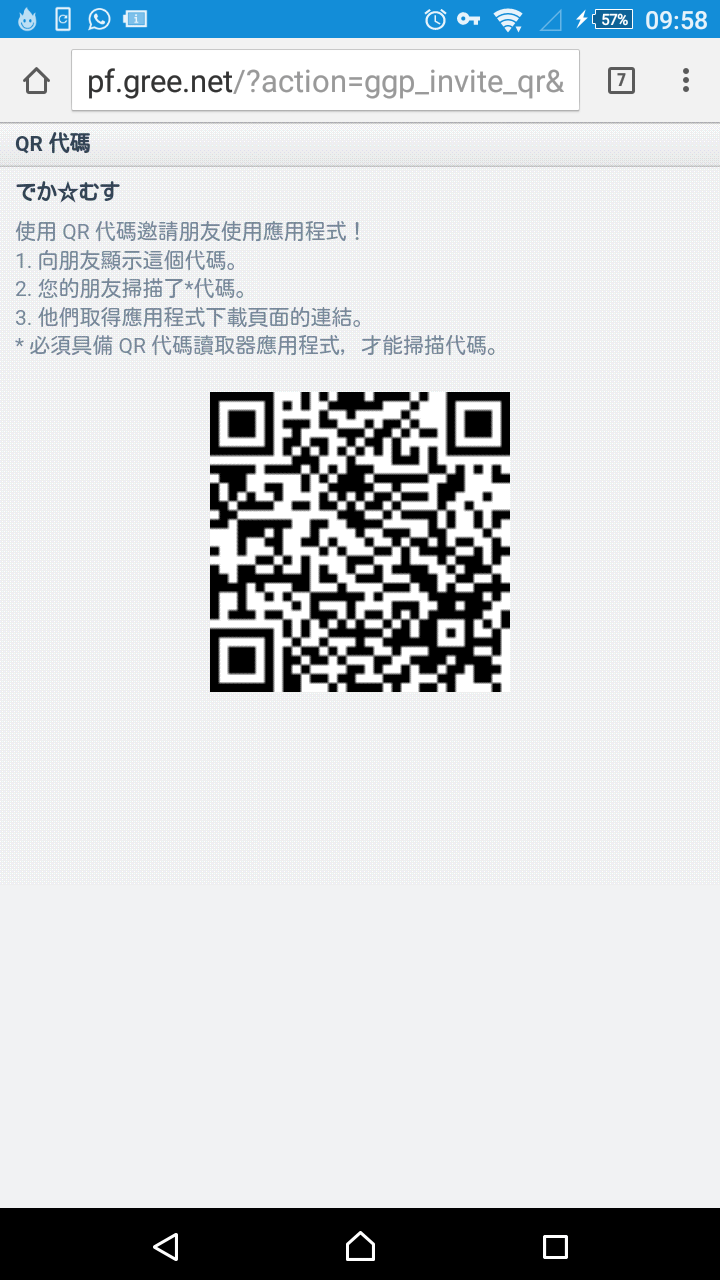 57% 09:58
pf.gree.net/?action=ggp_invite_qr&
7
QR 代碼
でか☆むす
使用 QR 代碼邀請朋友使用應用程式！
1. 向朋友顯示這個代碼。
2. 您的朋友掃描了*代碼。
3. 他們取得應用程式下載頁面的連結。
* 必須具備 QR 代碼讀取器應用程式，才能掃描代碼。